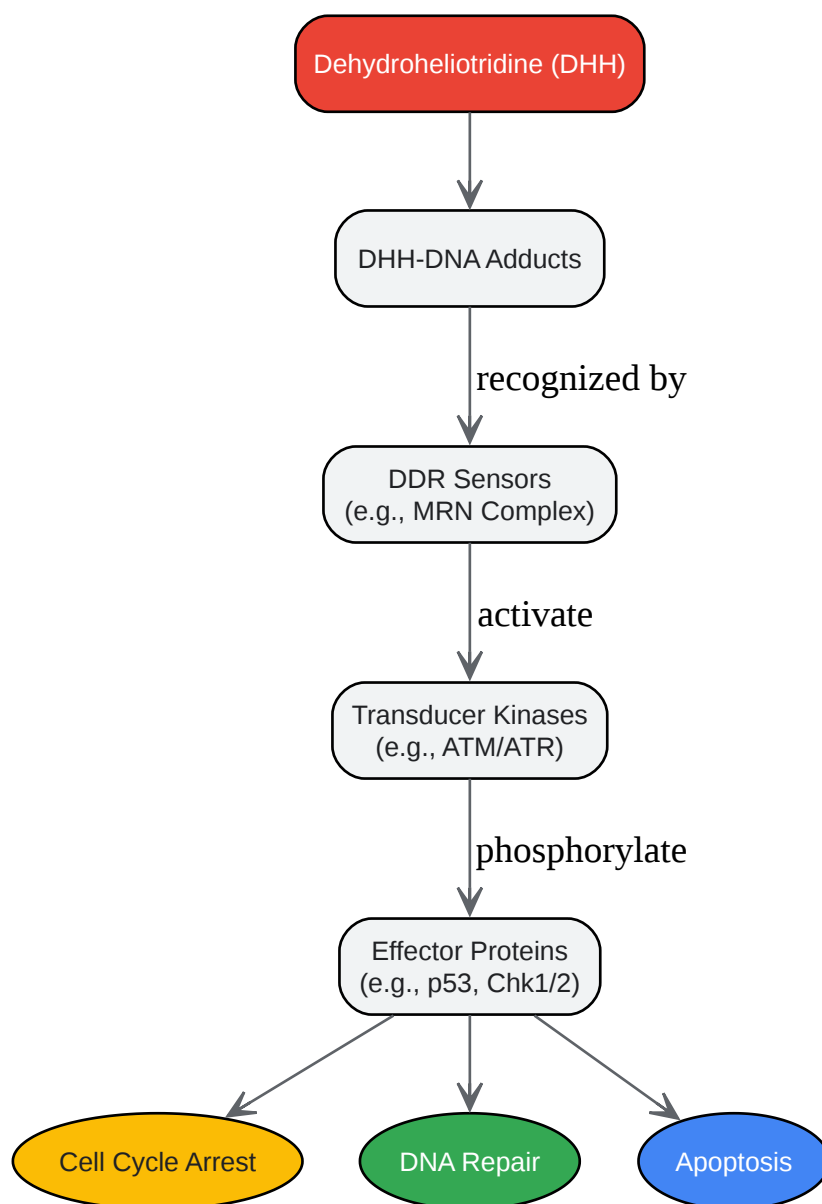 Dehydroheliotridine (DHH)
DHH-DNA Adducts
recognized by
DDR Sensors
(e.g., MRN Complex)
activate
Transducer Kinases
(e.g., ATM/ATR)
phosphorylate
Effector Proteins
(e.g., p53, Chk1/2)
Cell Cycle Arrest
DNA Repair
Apoptosis